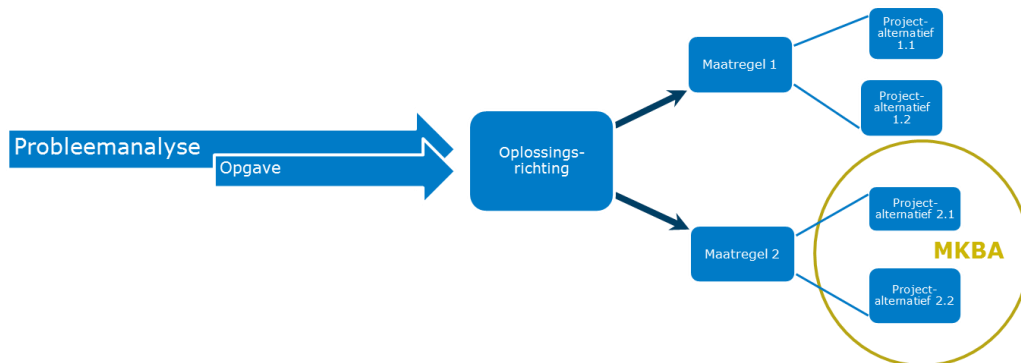 Probleemanalyse
Opgave
Oplossings-
richting
Maatregel 1
Project-
alternatief
1.1
Project-
alternatief
1.2
Maatregel 2
Project-
alternatief 2.1
MKBA
Project-
alternatief
2.2